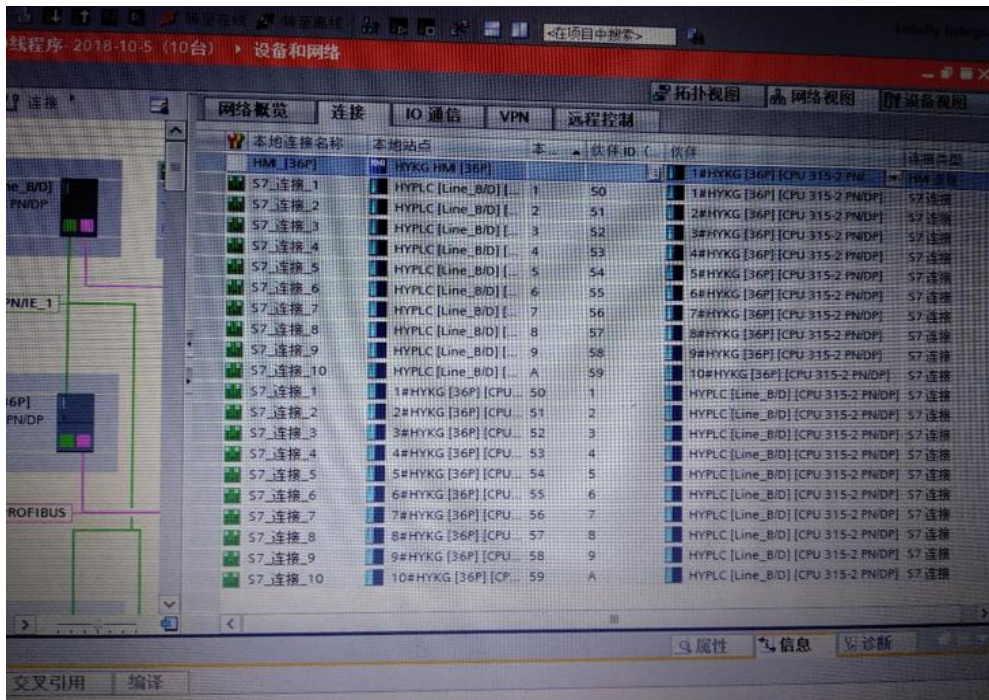 转至在线 转至离线 <在项目中搜索> Totally Integr
线程序- 2018-10-5（10台） ▸ 设备和网络
拓扑视图 网络视图 设备视图
连接
网络概览 连接 IO 通信 VPN 远程控制
本地连接名称 本地站点 本... 伙伴 ID（... 伙伴 连接类型
HMI_[36P] HYKG HMI [36P] 1#HYKG [36P] [CPU 315-2 PN/ HMI 连接
S7_连接_1 HYPLC [Line_B/D] [... 1 50 1#HYKG [36P] [CPU 315-2 PN/DP] S7 连接
S7_连接_2 HYPLC [Line_B/D] [... 2 51 2#HYKG [36P] [CPU 315-2 PN/DP] S7 连接
S7_连接_3 HYPLC [Line_B/D] [... 3 52 3#HYKG [36P] [CPU 315-2 PN/DP] S7 连接
S7_连接_4 HYPLC [Line_B/D] [... 4 53 4#HYKG [36P] [CPU 315-2 PN/DP] S7 连接
S7_连接_5 HYPLC [Line_B/D] [... 5 54 5#HYKG [36P] [CPU 315-2 PN/DP] S7 连接
S7_连接_6 HYPLC [Line_B/D] [... 6 55 6#HYKG [36P] [CPU 315-2 PN/DP] S7 连接
S7_连接_7 HYPLC [Line_B/D] [... 7 56 7#HYKG [36P] [CPU 315-2 PN/DP] S7 连接
S7_连接_8 HYPLC [Line_B/D] [... 8 57 8#HYKG [36P] [CPU 315-2 PN/DP] S7 连接
S7_连接_9 HYPLC [Line_B/D] [... 9 58 9#HYKG [36P] [CPU 315-2 PN/DP] S7 连接
S7_连接_10 HYPLC [Line_B/D] [... A 59 10#HYKG [36P] [CPU 315-2 PN/DP] S7 连接
S7_连接_1 1#HYKG [36P] [CPU... 50 1 HYPLC [Line_B/D] [CPU 315-2 PN/DP] S7 连接
S7_连接_2 2#HYKG [36P] [CPU... 51 2 HYPLC [Line_B/D] [CPU 315-2 PN/DP] S7 连接
S7_连接_3 3#HYKG [36P] [CPU... 52 3 HYPLC [Line_B/D] [CPU 315-2 PN/DP] S7 连接
S7_连接_4 4#HYKG [36P] [CPU... 53 4 HYPLC [Line_B/D] [CPU 315-2 PN/DP] S7 连接
S7_连接_5 5#HYKG [36P] [CPU... 54 5 HYPLC [Line_B/D] [CPU 315-2 PN/DP] S7 连接
S7_连接_6 6#HYKG [36P] [CPU... 55 6 HYPLC [Line_B/D] [CPU 315-2 PN/DP] S7 连接
S7_连接_7 7#HYKG [36P] [CPU... 56 7 HYPLC [Line_B/D] [CPU 315-2 PN/DP] S7 连接
S7_连接_8 8#HYKG [36P] [CPU... 57 8 HYPLC [Line_B/D] [CPU 315-2 PN/DP] S7 连接
S7_连接_9 9#HYKG [36P] [CPU... 58 9 HYPLC [Line_B/D] [CPU 315-2 PN/DP] S7 连接
S7_连接_10 10#HYKG [36P] [CP... 59 A HYPLC [Line_B/D] [CPU 315-2 PN/DP] S7 连接
ne_B/D]
PN/DP
PN/IE_1
36P]
PN/DP
ROFIBUS
属性 信息 诊断
交叉引用 编译